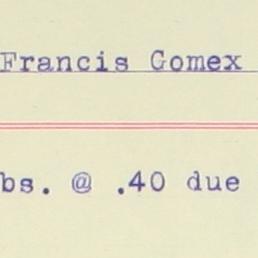 Francis Gomex
bs. @ .40 due